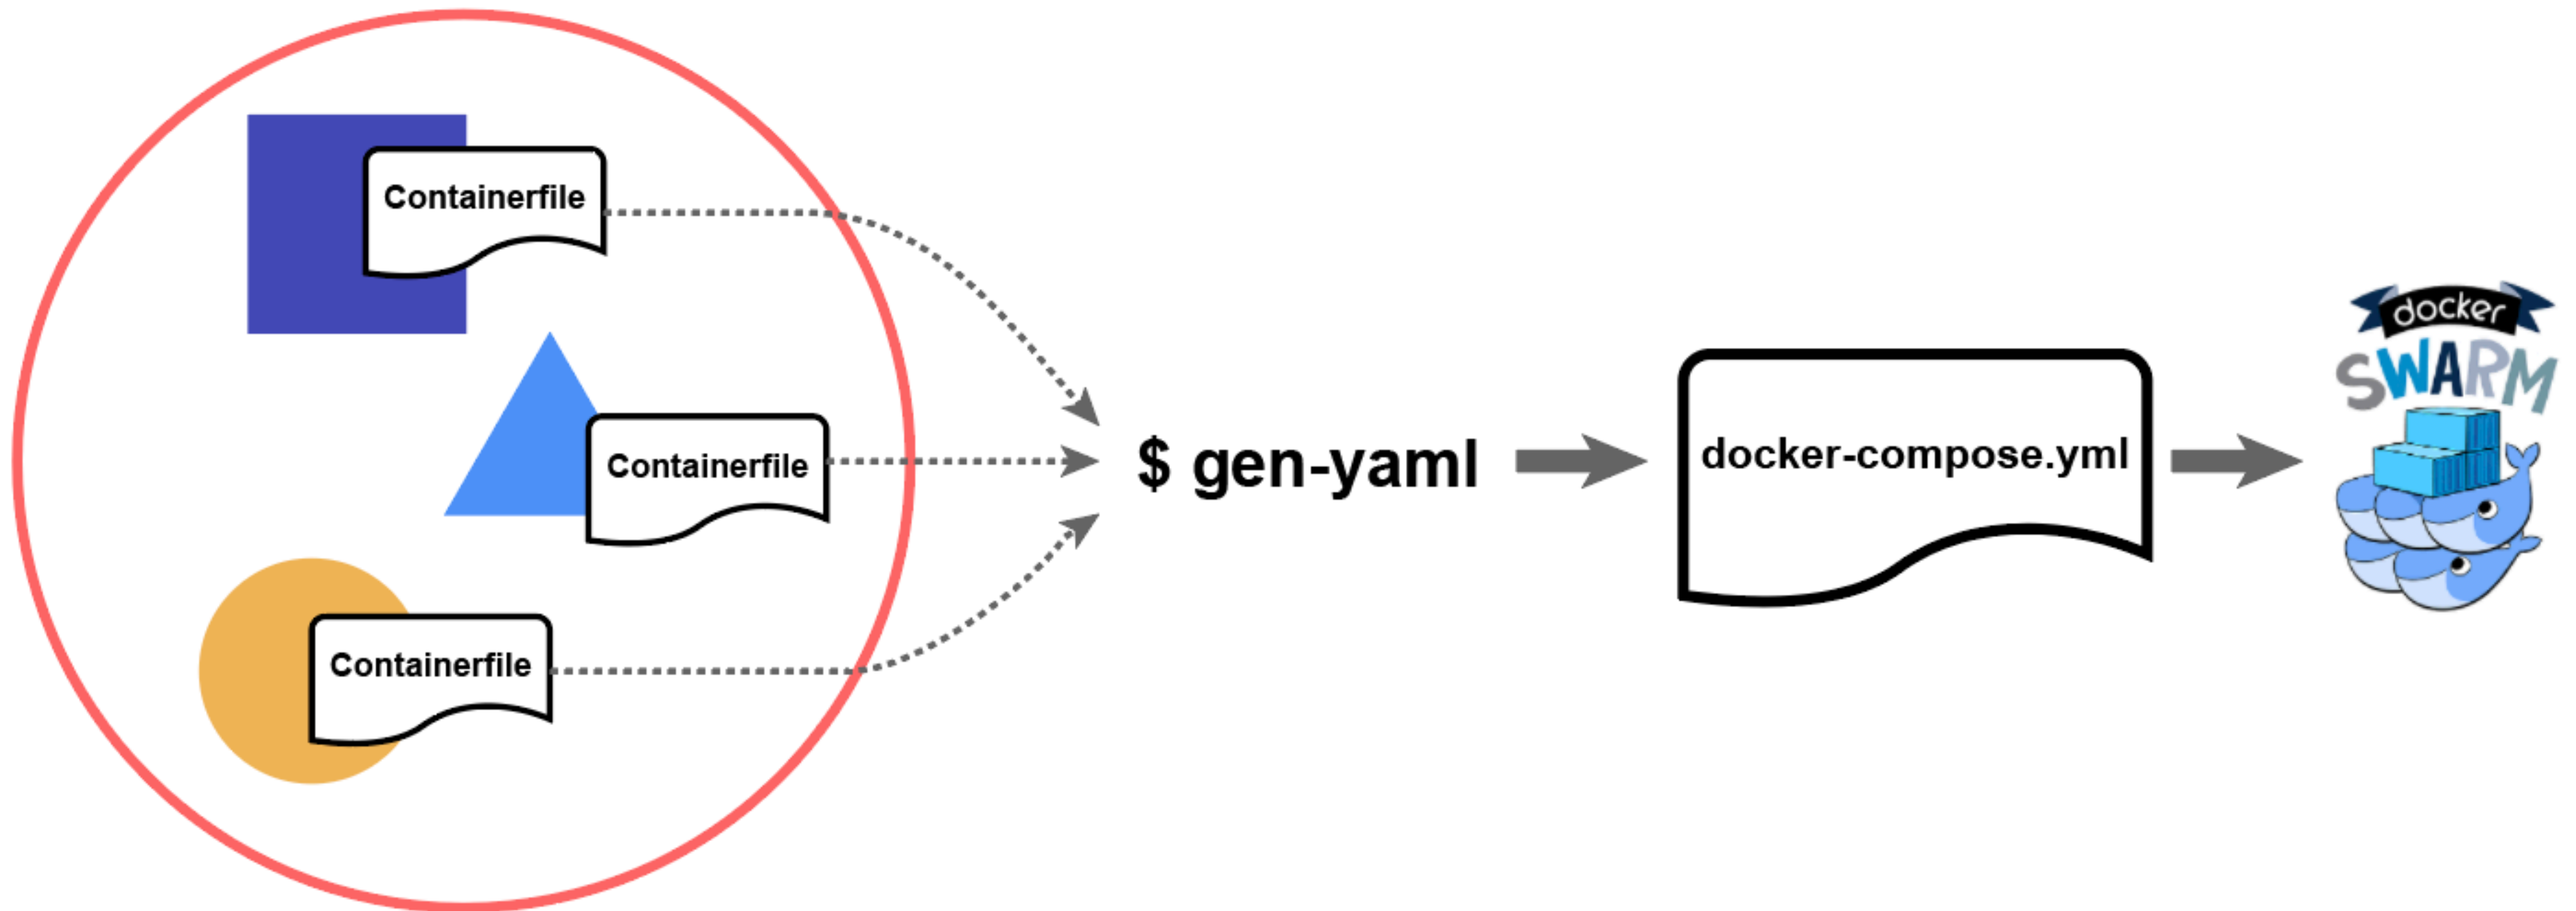 Containerfile
Containerfile
Containerfile
$ gen-yaml
docker-compose.yml
docker
SWARM